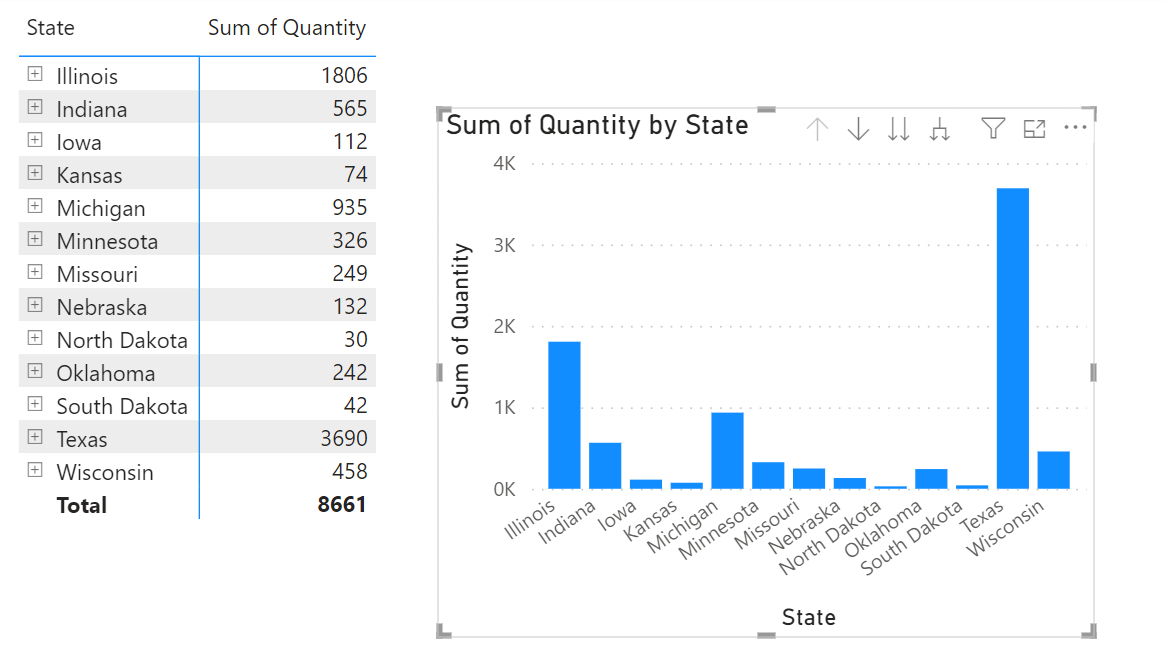 State Sum of Quantity
Illinois 1806
Indiana 565
Iowa 112
Kansas 74
Michigan 935
Minnesota 326
Missouri 249
Nebraska 132
North Dakota 30
Oklahoma 242
South Dakota 42
Texas 3690
Wisconsin 458
Total 8661
Sum of Quantity by State
4K
3K
2K
1K
0K
Sum of Quantity
Illinois
Indiana
Iowa
Kansas
Michigan
Minnesota
Missouri
Nebraska
North Dakota
Oklahoma
South Dakota
Texas
Wisconsin
State